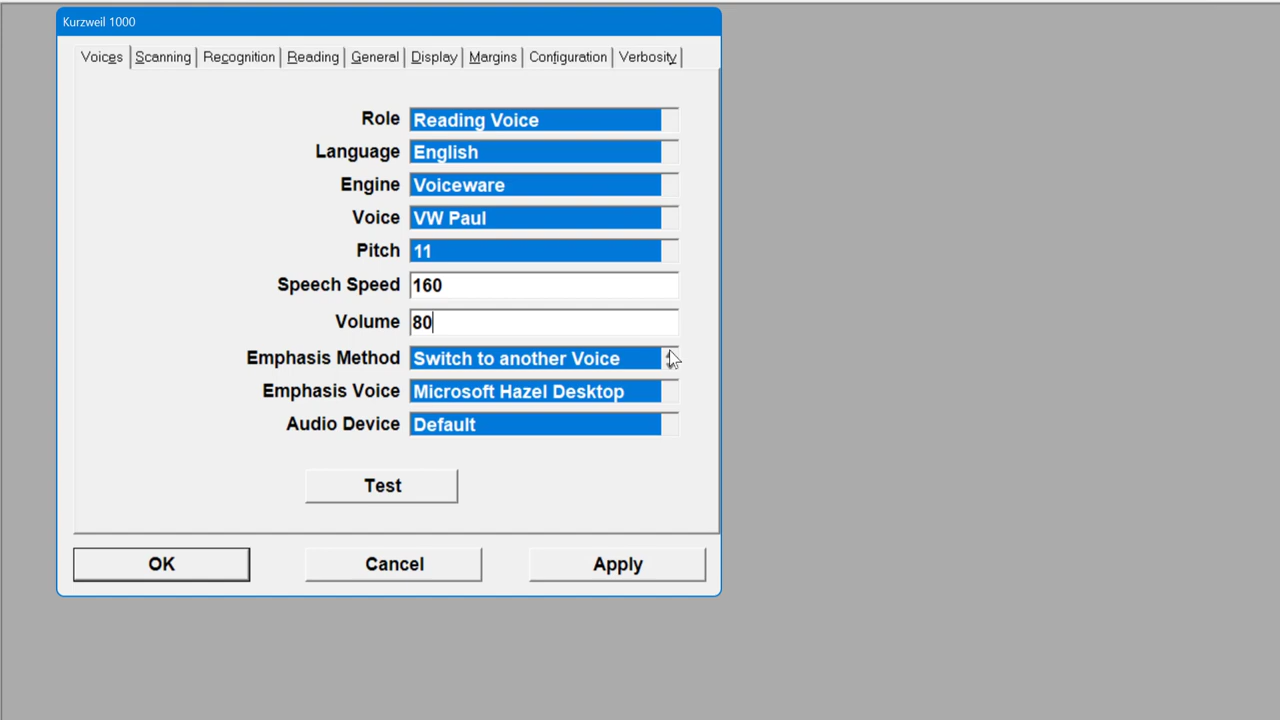 Kurzweil 1000
Voices Scanning Recognition Reading General Display Margins Configuration Verbosity
Role Reading Voice
Language English
Engine Voiceware
Voice VW Paul
Pitch 11
Speech Speed 160
Volume 80
Emphasis Method Switch to another Voice
Emphasis Voice Microsoft Hazel Desktop
Audio Device Default
Test
OK Cancel Apply